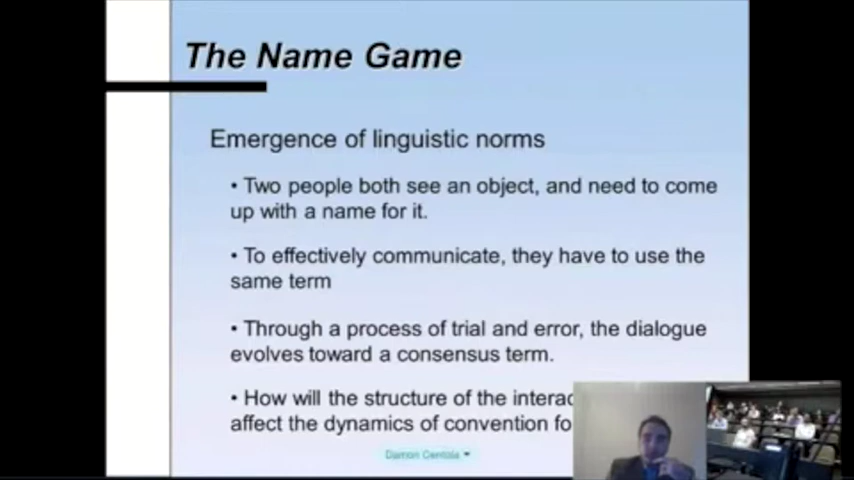 The Name Game
Emergence of linguistic norms
• Two people both see an object, and need to come
up with a name for it.
• To effectively communicate, they have to use the
same term
• Through a process of trial and error, the dialogue
evolves toward a consensus term.
• How will the structure of the
affect the dynamics of convention
Damon Centola